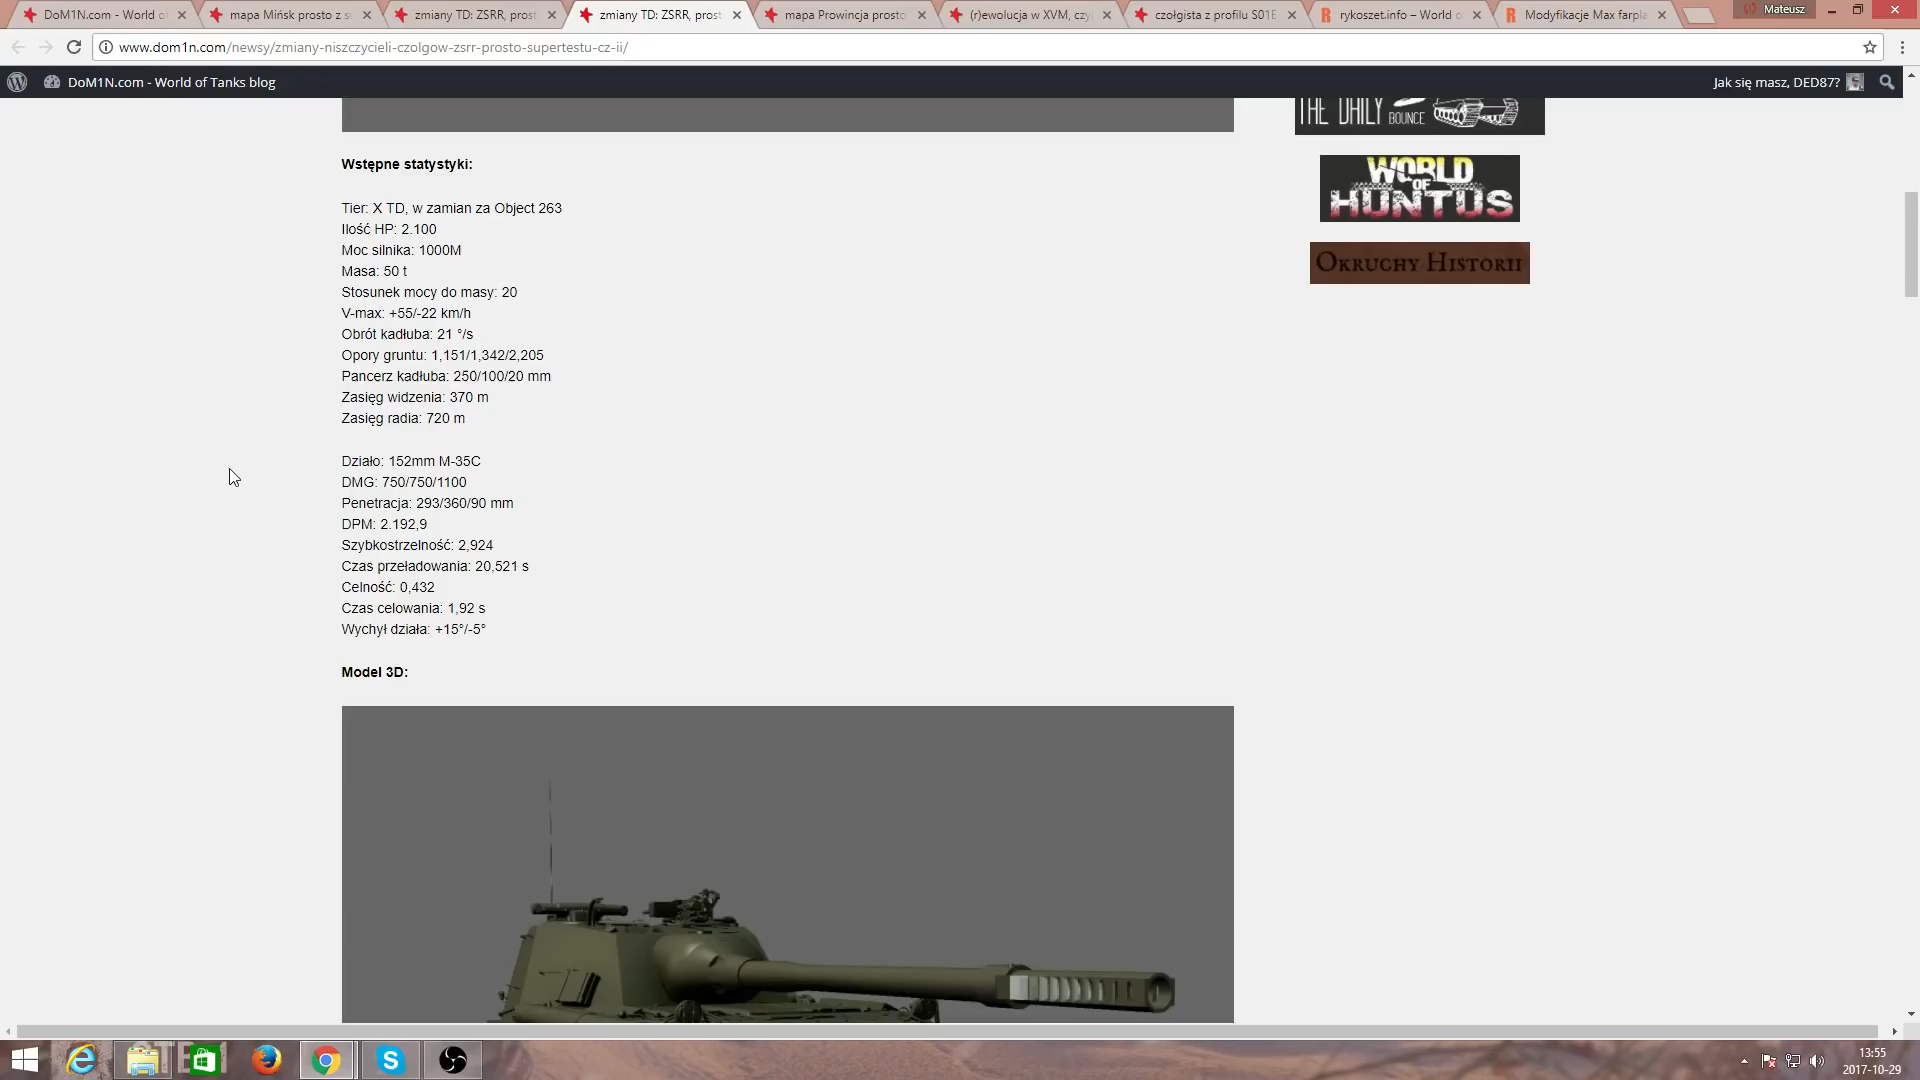 DoM1N.com - World o
mapa Mińsk prosto z s
zmiany TD: ZSRR, prost
zmiany TD: ZSRR, prost
mapa Prowincja prosto
(r)ewolucja w XVM, czy
czołgista z profilu S01E
rykoszet.info – World o
Modyfikacje Max farpla
Mateusz
www.dom1n.com/newsy/zmiany-niszczycieli-czolgow-zsrr-prosto-supertestu-cz-ii/
DoM1N.com - World of Tanks blog
Jak się masz, DED87?
THE DAILY BOUNCE
WORLD
OF
HUNTUS
OKRUCHY HISTORII
Wstępne statystyki:
Tier: X TD, w zamian za Object 263
Ilość HP: 2.100
Moc silnika: 1000M
Masa: 50 t
Stosunek mocy do masy: 20
V-max: +55/-22 km/h
Obrót kadłuba: 21 °/s
Opory gruntu: 1,151/1,342/2,205
Pancerz kadłuba: 250/100/20 mm
Zasięg widzenia: 370 m
Zasięg radia: 720 m
Działo: 152mm M-35C
DMG: 750/750/1100
Penetracja: 293/360/90 mm
DPM: 2.192,9
Szybkostrzelność: 2,924
Czas przeładowania: 20,521 s
Celność: 0,432
Czas celowania: 1,92 s
Wychył działa: +15°/-5°
Model 3D:
13:55
2017-10-29